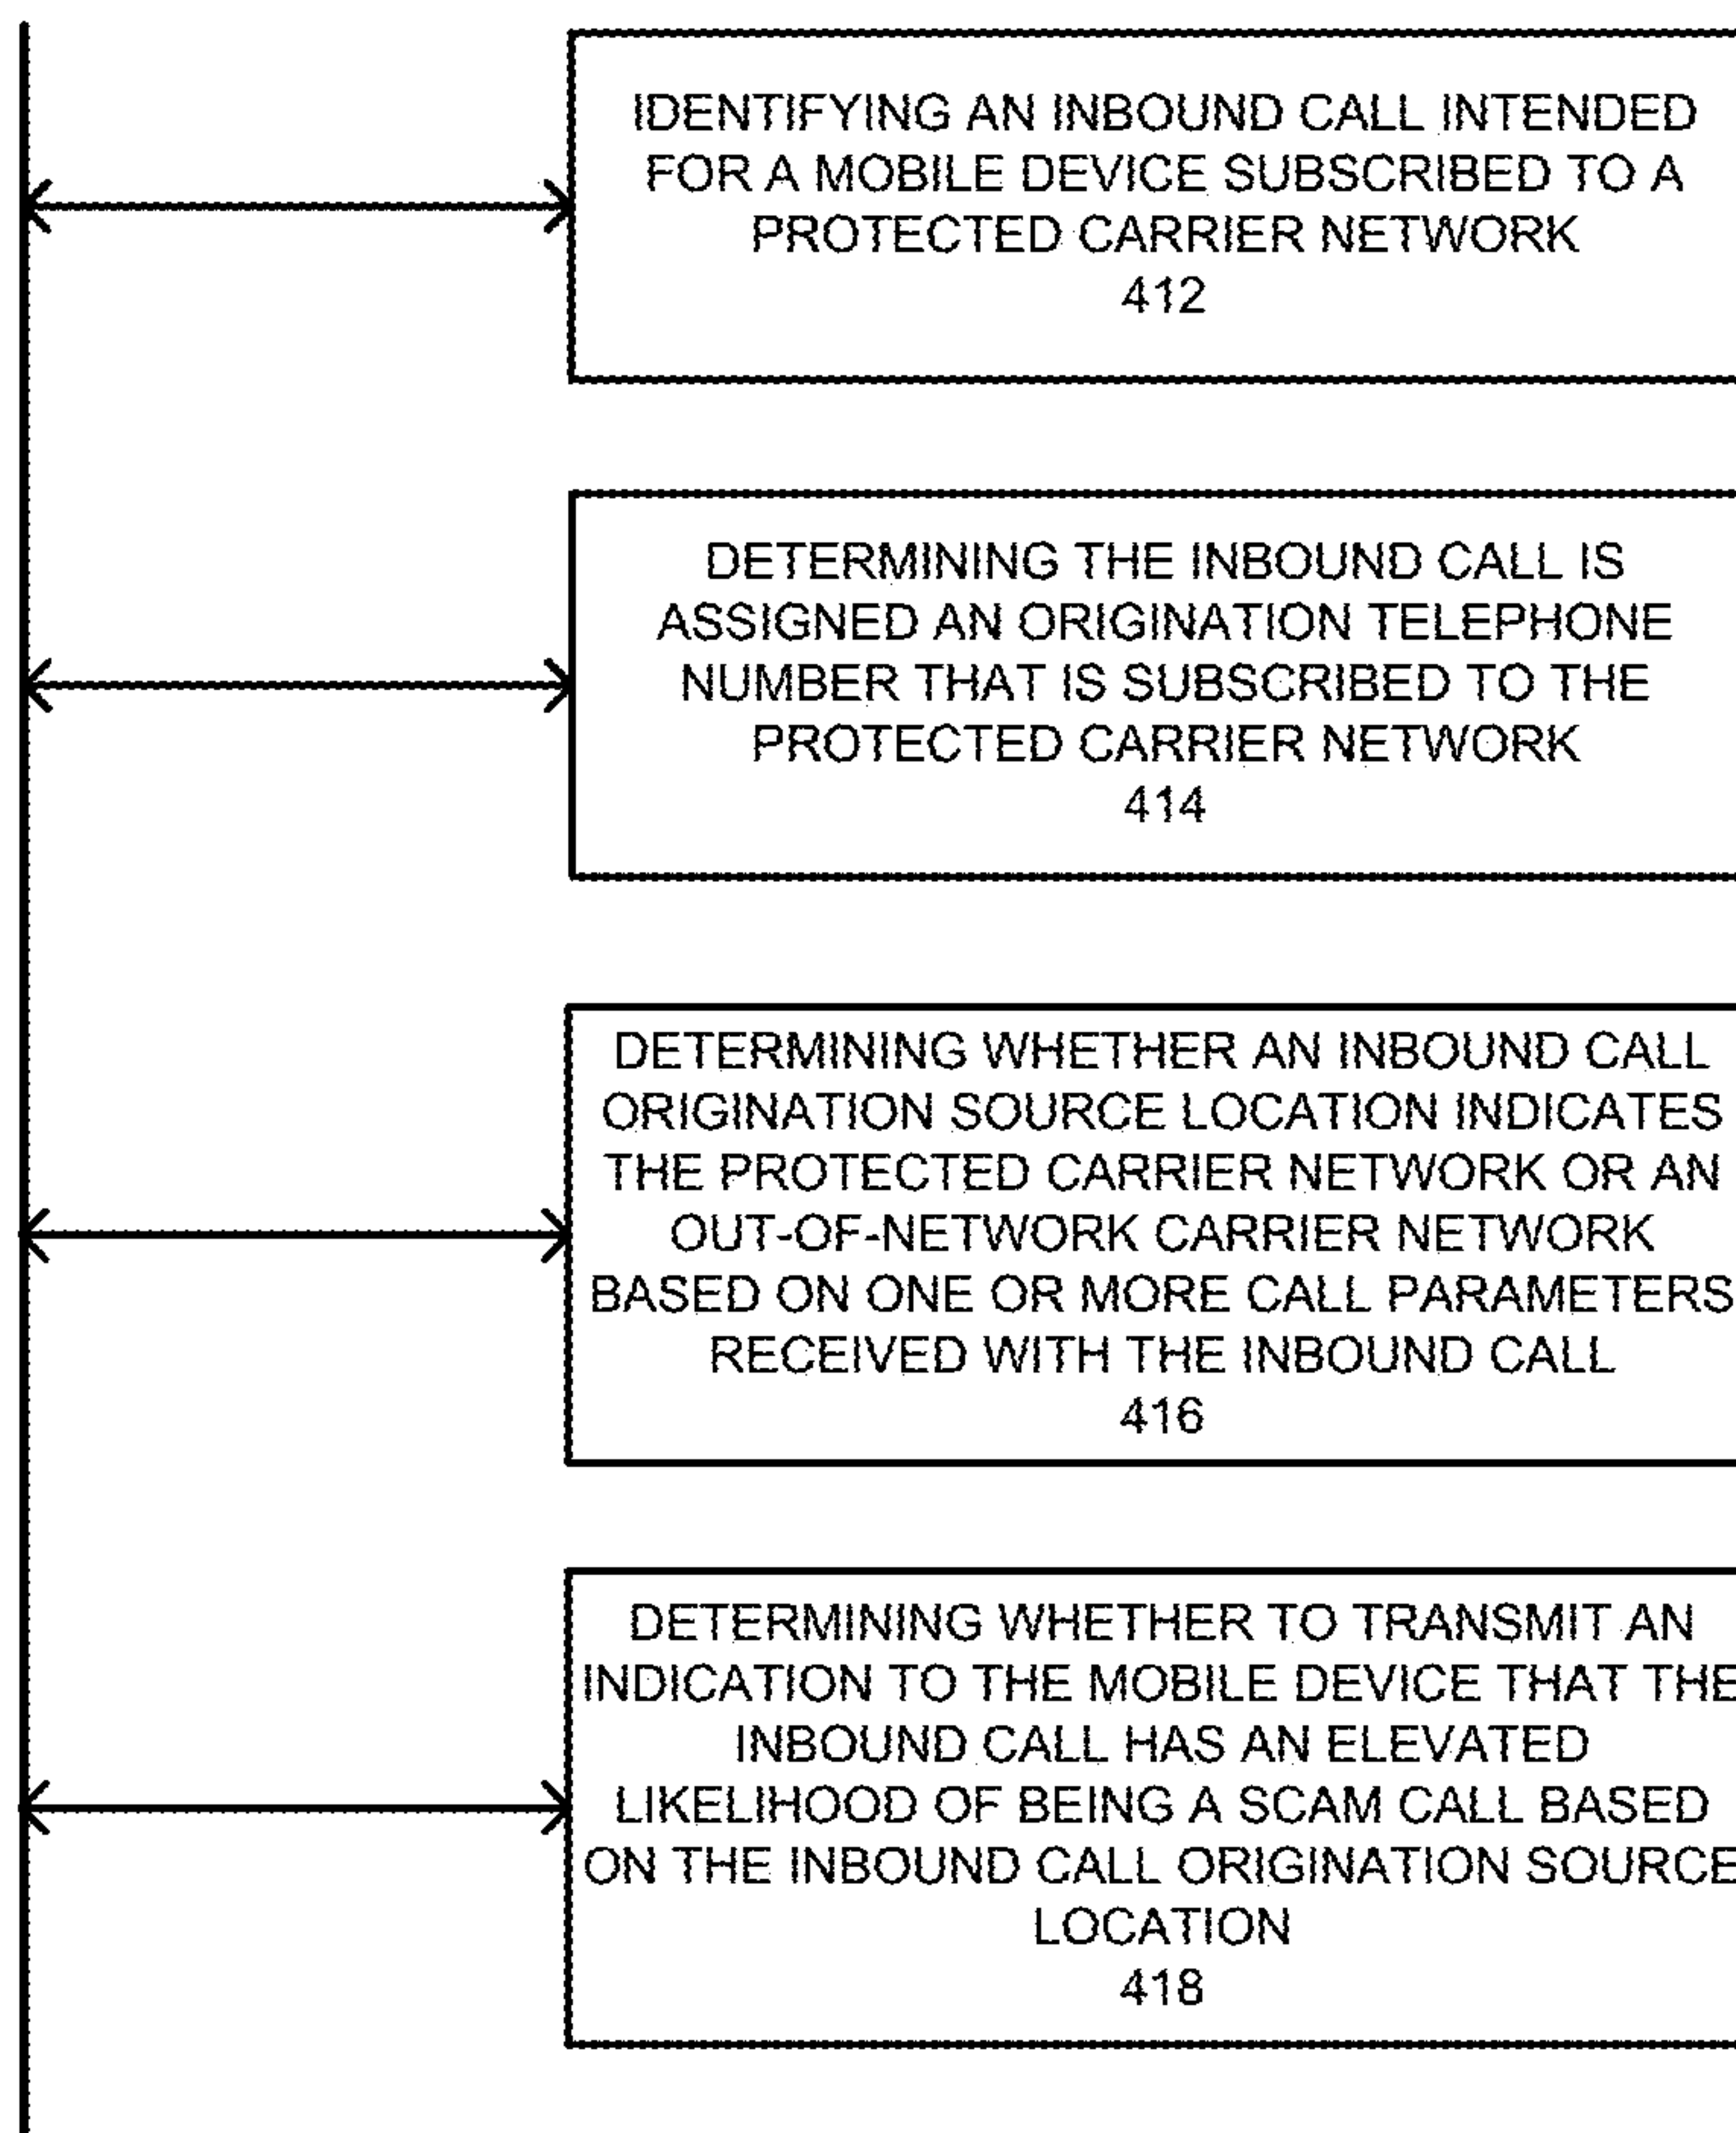 IDENTIFYING AN INBOUND CALL INTENDED
FOR A MOBILE DEVICE SUBSCRIBED TO A
PROTECTED CARRIER NETWORK
412
DETERMINING THE INBOUND CALL IS
ASSIGNED AN ORIGINATION TELEPHONE
NUMBER THAT IS SUBSCRIBED TO THE
PROTECTED CARRIER NETWORK
414
DETERMINING WHETHER AN INBOUND CALL
ORIGINATION SOURCE LOCATION INDICATES
THE PROTECTED CARRIER NETWORK OR AN
OUT-OF-NETWORK CARRIER NETWORK
BASED ON ONE OR MORE CALL PARAMETERS
RECEIVED WITH THE INBOUND CALL
416
DETERMINING WHETHER TO TRANSMIT AN
INDICATION TO THE MOBILE DEVICE THAT THE
INBOUND CALL HAS AN ELEVATED
LIKELIHOOD OF BEING A SCAM CALL BASED
ON THE INBOUND CALL ORIGINATION SOURCE
LOCATION
418